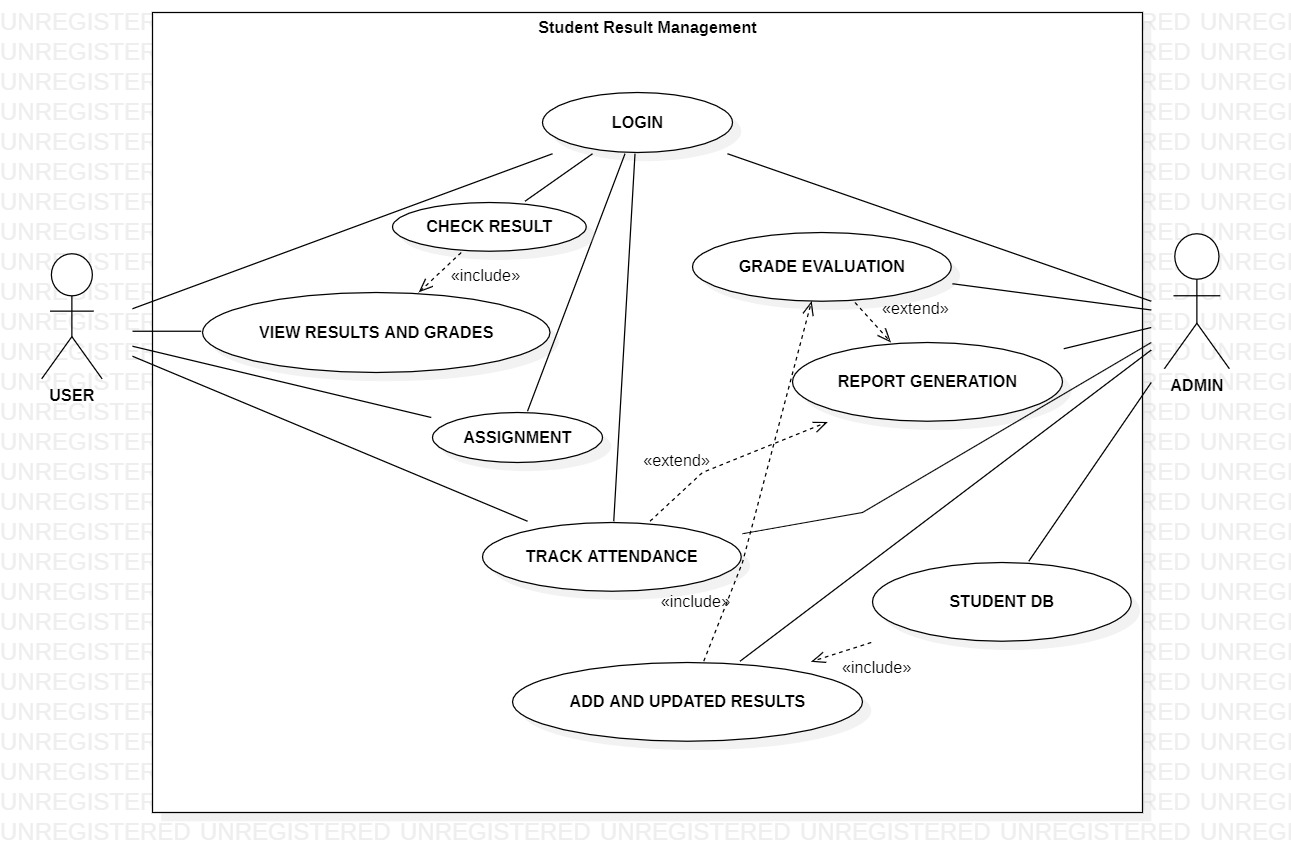 Student Result Management
LOGIN
CHECK RESULT
«include»
VIEW RESULTS AND GRADES
GRADE EVALUATION
«extend»
REPORT GENERATION
USER
ADMIN
ASSIGNMENT
«extend»
TRACK ATTENDANCE
«include»
STUDENT DB
«include»
ADD AND UPDATED RESULTS
UNREGISTERED UNREGISTERED UNREGISTERED UNREGISTERED UNREGISTERED UNREGISTERED UNREGI